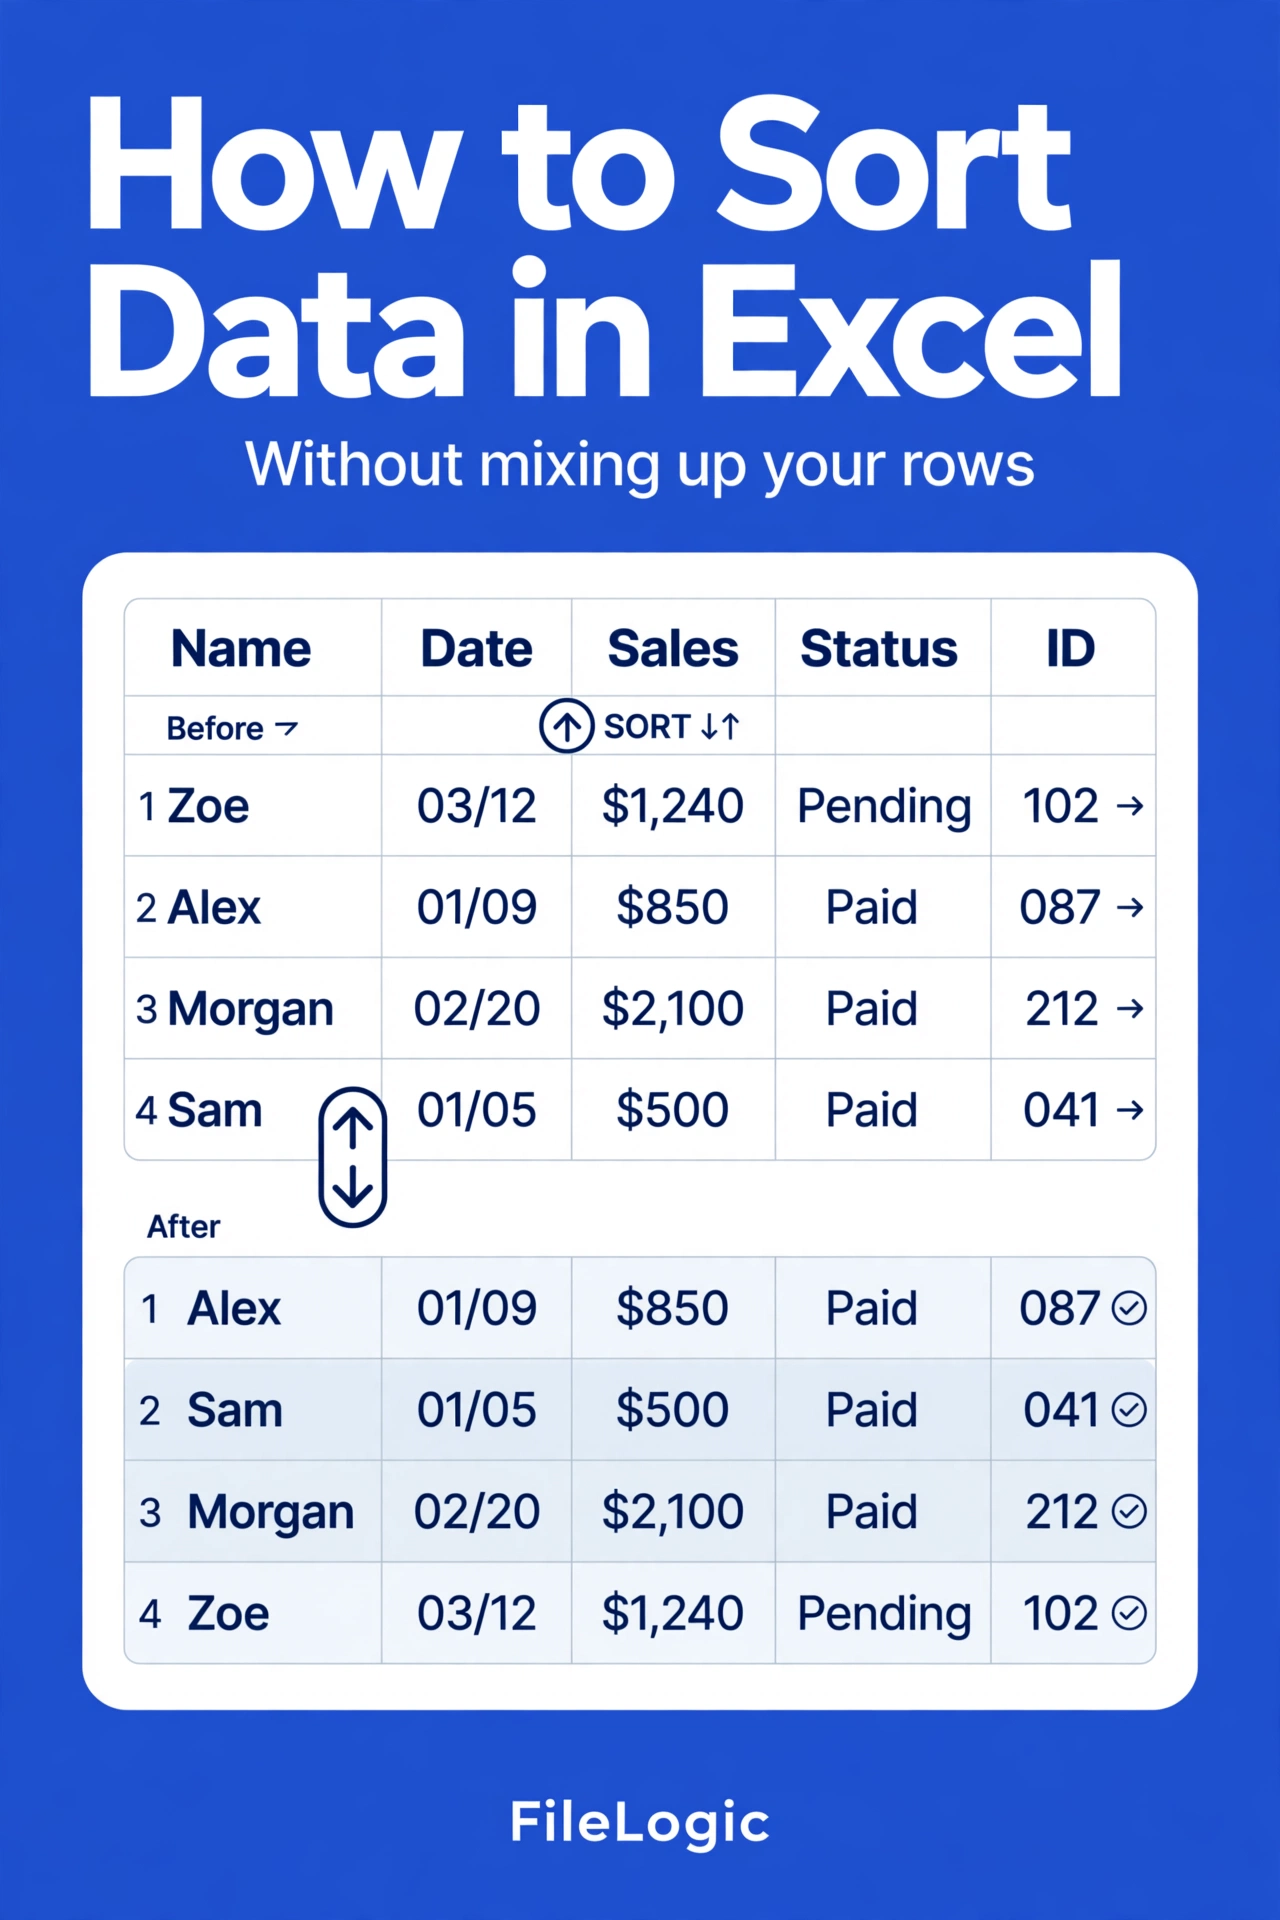 How to Sort
Data in Excel
Without mixing up your rows
Name Date Sales Status ID
Before SORT ↓↑
1 Zoe 03/12 $1,240 Pending 102 →
2 Alex 01/09 $850 Paid 087 →
3 Morgan 02/20 $2,100 Paid 212 →
4 Sam 01/05 $500 Paid 041 →
After
1 Alex 01/09 $850 Paid 087
2 Sam 01/05 $500 Paid 041
3 Morgan 02/20 $2,100 Paid 212
4 Zoe 03/12 $1,240 Pending 102
FileLogic